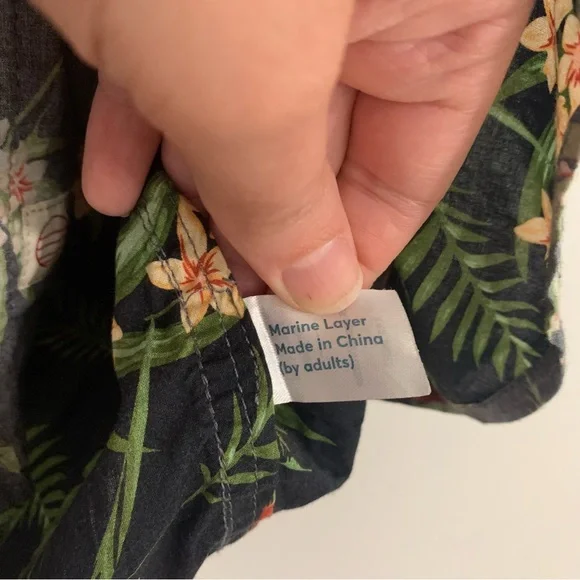 Marine Layer
Made in China
(by adults)